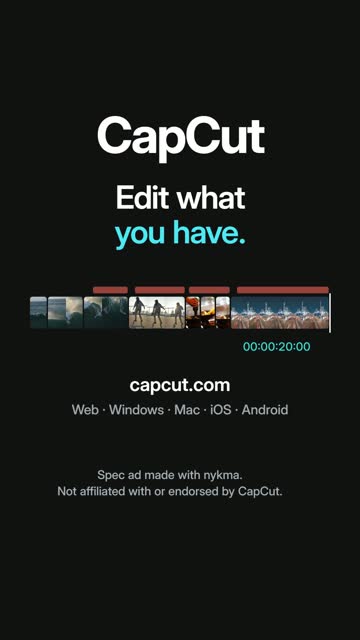 CapCut
Edit what
you have.
00:00:20:00
capcut.com
Web · Windows · Mac · iOS · Android
Spec ad made with nykma.
Not affiliated with or endorsed by CapCut.